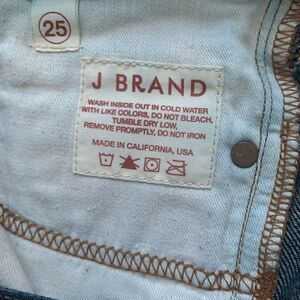 25
J BRAND
WASH INSIDE OUT IN COLD WATER
WITH LIKE COLORS, DO NOT BLEACH,
TUMBLE DRY LOW,
REMOVE PROMPTLY, DO NOT IRON
MADE IN CALIFORNIA, USA